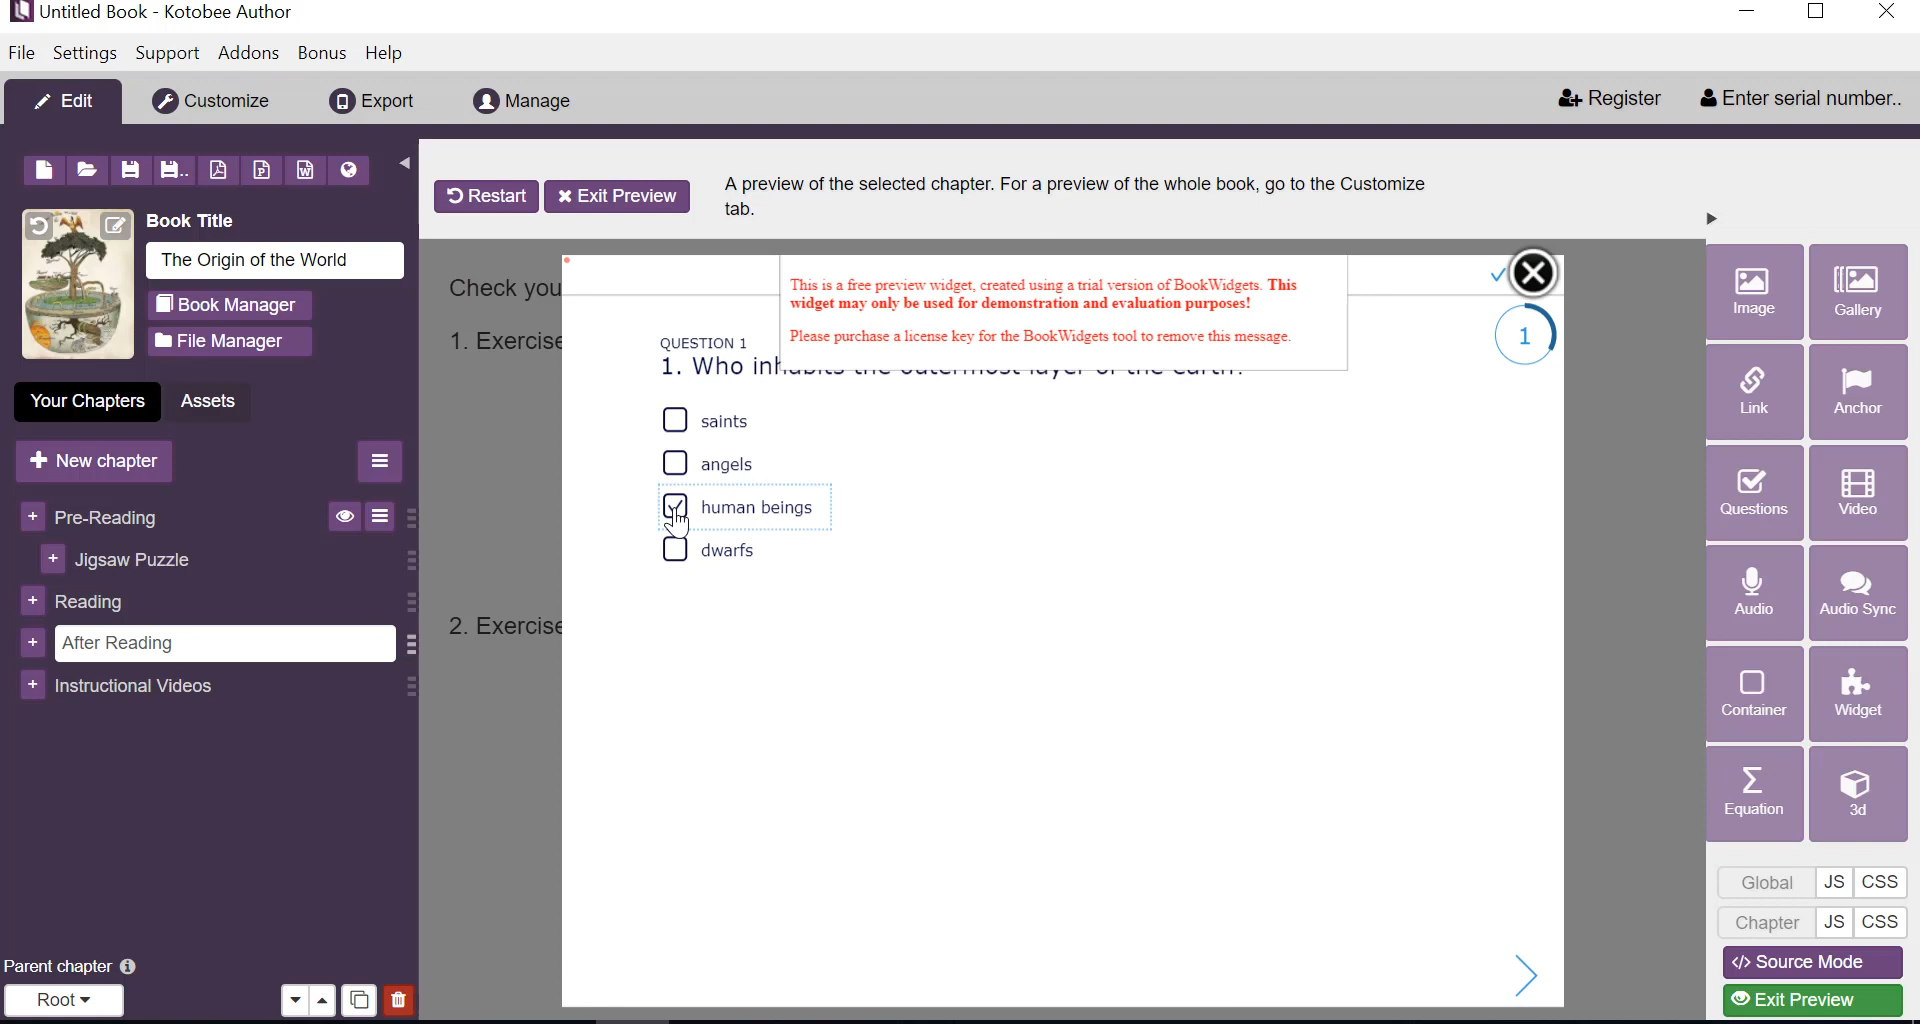 Untitled Book - Kotobee Author
File Settings Support Addons Bonus Help
Edit Customize Export Manage Register Enter serial number..
Book Title
The Origin of the World
Book Manager
File Manager
Your Chapters Assets
+ New chapter
+ Pre-Reading
+ Jigsaw Puzzle
+ Reading
+ After Reading
+ Instructional Videos
Parent chapter
Root
Restart Exit Preview
A preview of the selected chapter. For a preview of the whole book, go to the Customize
tab.
Check you
1. Exercise
2. Exercise
This is a free preview widget, created using a trial version of BookWidgets. This
widget may only be used for demonstration and evaluation purposes!
Please purchase a license key for the BookWidgets tool to remove this message.
1
QUESTION 1
1. Who inhabits the outermost layer of the earth?
saints
angels
human beings
dwarfs
Image Gallery
Link Anchor
Questions Video
Audio Audio Sync
Container Widget
Equation 3d
Global JS CSS
Chapter JS CSS
</> Source Mode
Exit Preview